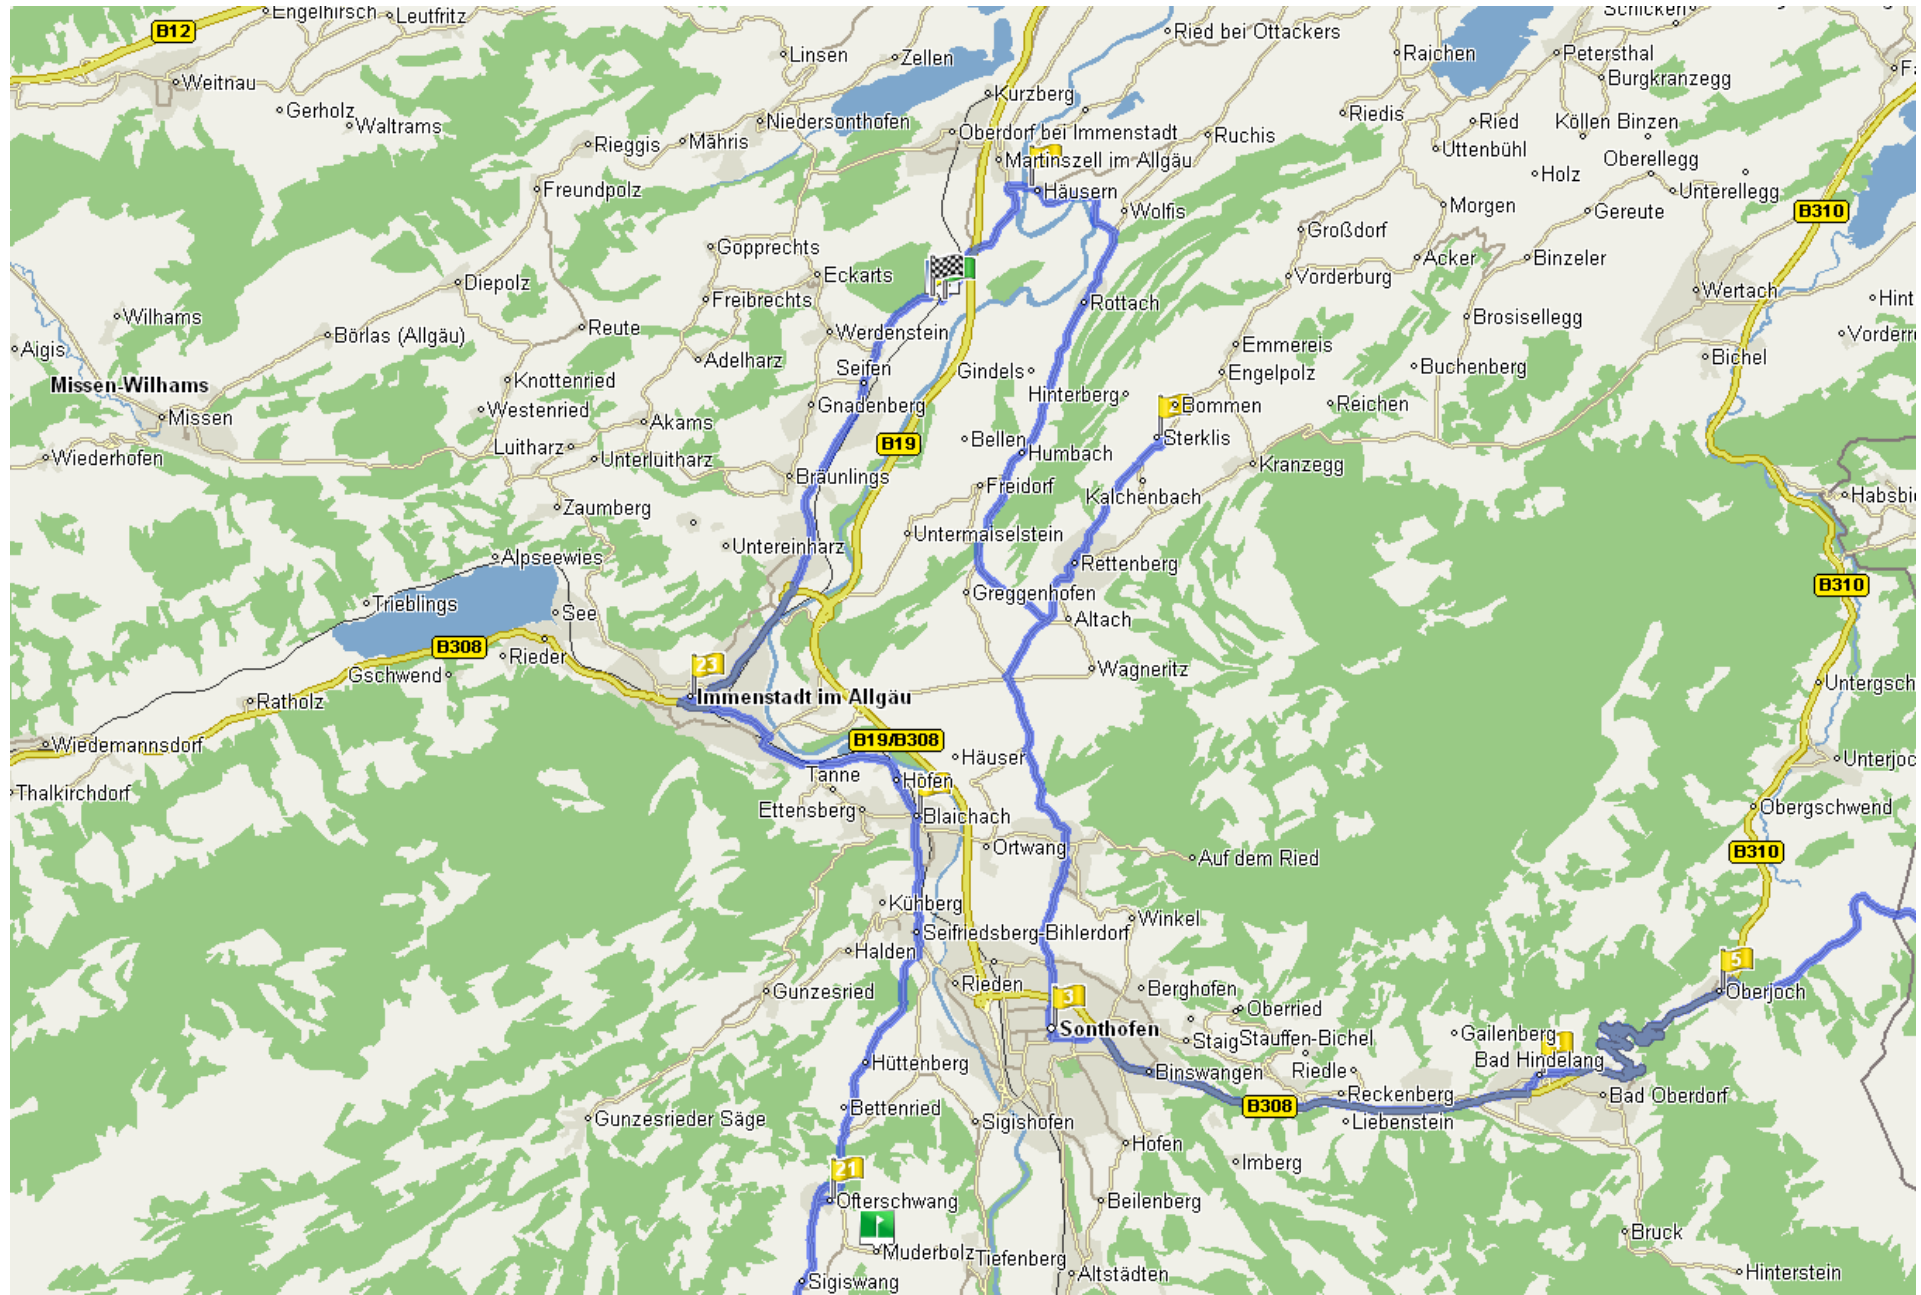 Engelhirsch
Leutfritz
B12
Weitnau
Gerholz
Waltrams
Linsen
Zellen
Kurzberg
Ried bei Ottackers
Raichen
Petersthal
Burgkranzegg
Niedersonthofen
Oberdorf bei Immenstadt
Ruchis
Riedis
Ried
Köllen
Binzen
Rieggis
Mähris
Martinszell im Allgäu
Uttenbühl
Oberellegg
Freundpolz
Häusern
Holz
Unterellegg
Wolfis
Morgen
Gereute
B310
Großdorf
Gopprechts
Eckarts
Acker
Binzeler
Diepolz
Vorderburg
Freibrechts
Rottach
Wertach
Wilhams
Börlas (Allgäu)
Reute
Werdenstein
Brosisellegg
Aigis
Adelharz
Emmereis
Bichel
Seifen
Gindels
Engelpolz
Buchenberg
Missen-Wilhams
Knottenried
Hinterberg
Missen
Westenried
Gnadenberg
Bommen
Reichen
Akams
B19
Bellen
Sterklis
Luitharz
Humbach
Wiederhofen
Unterluitharz
Kranzegg
Bräunlings
Freidorf
Kalchenbach
Zaumberg
Untermaiselstein
Untereinharz
Alpseewies
Rettenberg
B310
Trieblings
See
Greggenhofen
Altach
B308
Rieder
23
Gschwend
Wagneritz
Immenstadt im Allgäu
Ratholz
Wiedemannsdorf
B19/B308
Häuser
Tanne
Hofen
Thalkirchdorf
Obergschwend
Ettensberg
Blaichach
Ortwang
B310
Auf dem Ried
Kühberg
Winkel
Seifriedsberg-Bihlerdorf
Halden
5
Rieden
Berghofen
Gunzesried
3
Oberjoch
Oberried
Sonthofen
Staig
Stauffen-Bichel
Gailenberg
Bad Hindelang
Hüttenberg
Binswangen
Riedle
Reckenberg
Bad Oberdorf
Bettenried
B308
Gunzesrieder Säge
Sigishofen
Liebenstein
Hofen
Imberg
21
Ofterschwang
Beilenberg
Bruck
Muderbolz
Tiefenberg
Altstädten
Hinterstein
Sigiswang